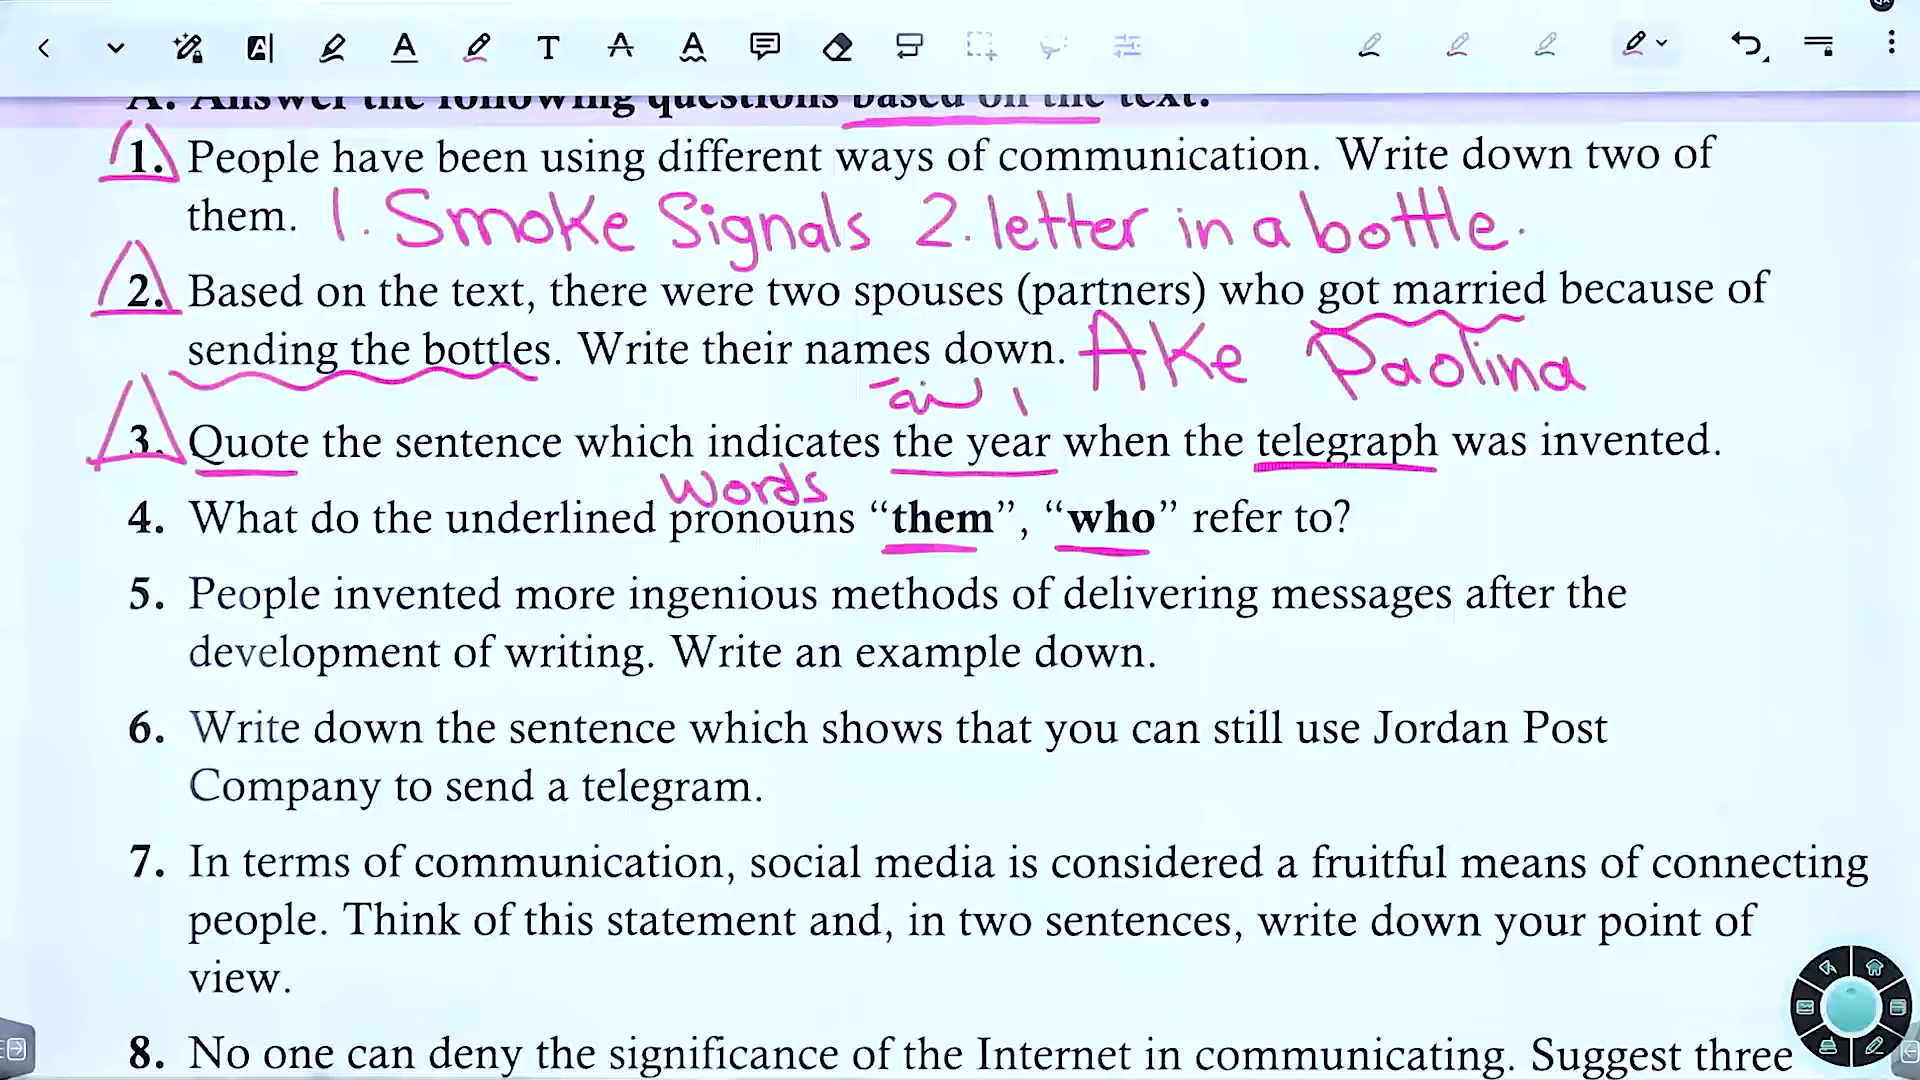 A. Answer the following questions based on the text.
1. People have been using different ways of communication. Write down two of
them. 1. Smoke Signals 2. letter in a bottle.
2. Based on the text, there were two spouses (partners) who got married because of
sending the bottles. Write their names down. Ake Paolina
3. Quote the sentence which indicates the year when the telegraph was invented.
words
4. What do the underlined pronouns “them”, “who” refer to?
5. People invented more ingenious methods of delivering messages after the
development of writing. Write an example down.
6. Write down the sentence which shows that you can still use Jordan Post
Company to send a telegram.
7. In terms of communication, social media is considered a fruitful means of connecting
people. Think of this statement and, in two sentences, write down your point of
view.
8. No one can deny the significance of the Internet in communicating. Suggest three